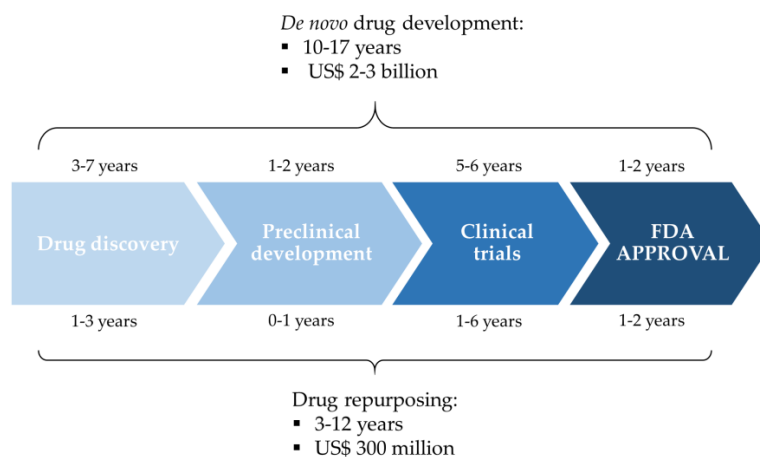 De novo drug development:
▪ 10-17 years
▪ US$ 2-3 billion
3-7 years
1-2 years
5-6 years
1-2 years
Drug discovery
Preclinical
development
Clinical
trials
FDA
APPROVAL
1-3 years
0-1 years
1-6 years
1-2 years
Drug repurposing:
▪ 3-12 years
▪ US$ 300 million